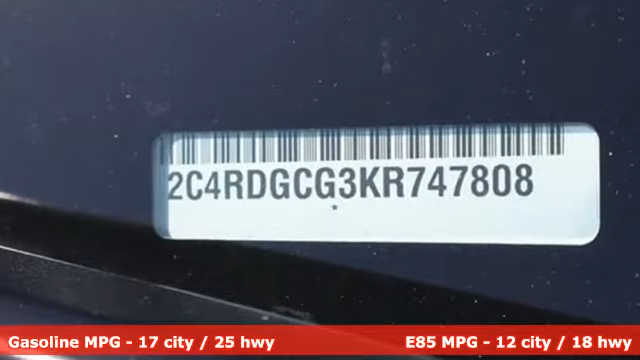 2C4RDGCG3KR747808
Gasoline MPG - 17 city / 25 hwy
E85 MPG - 12 city / 18 hwy